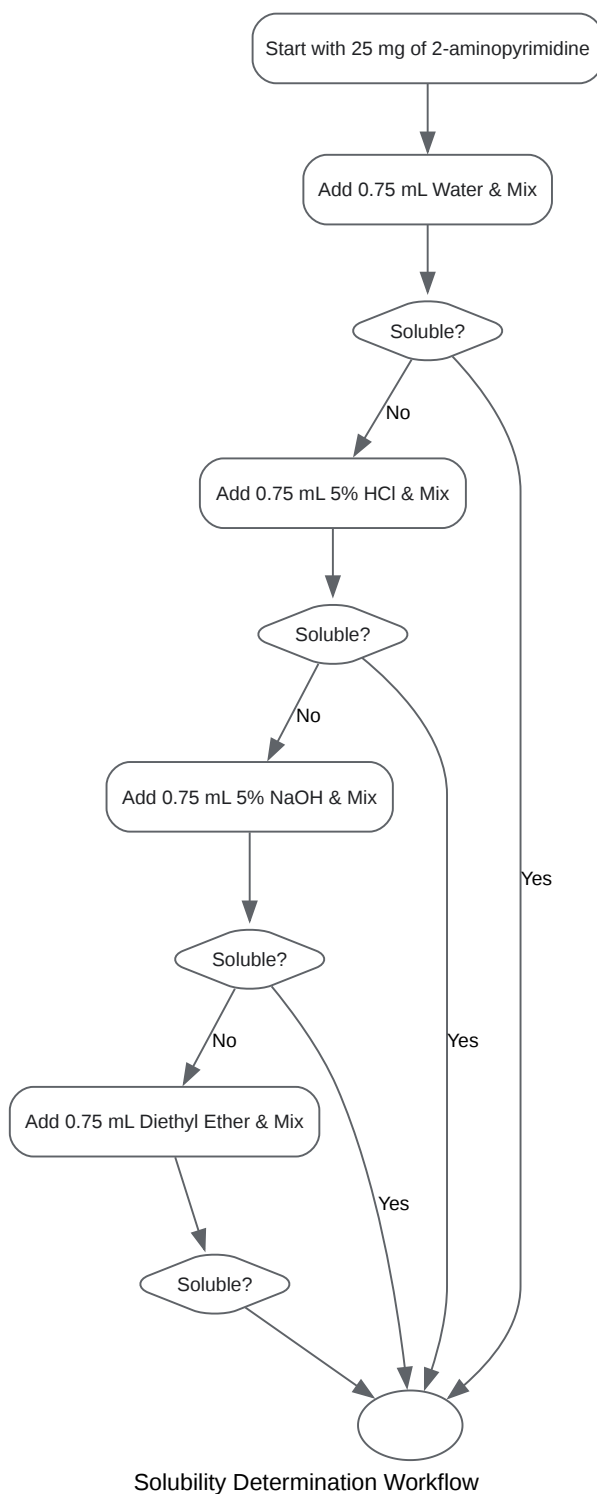 Start with 25 mg of 2-aminopyrimidine
Add 0.75 mL Water & Mix
Soluble?
No
Add 0.75 mL 5% HCl & Mix
Soluble?
No
Add 0.75 mL 5% NaOH & Mix
Yes
Soluble?
No
Yes
Add 0.75 mL Diethyl Ether & Mix
Yes
Soluble?
Solubility Determination Workflow